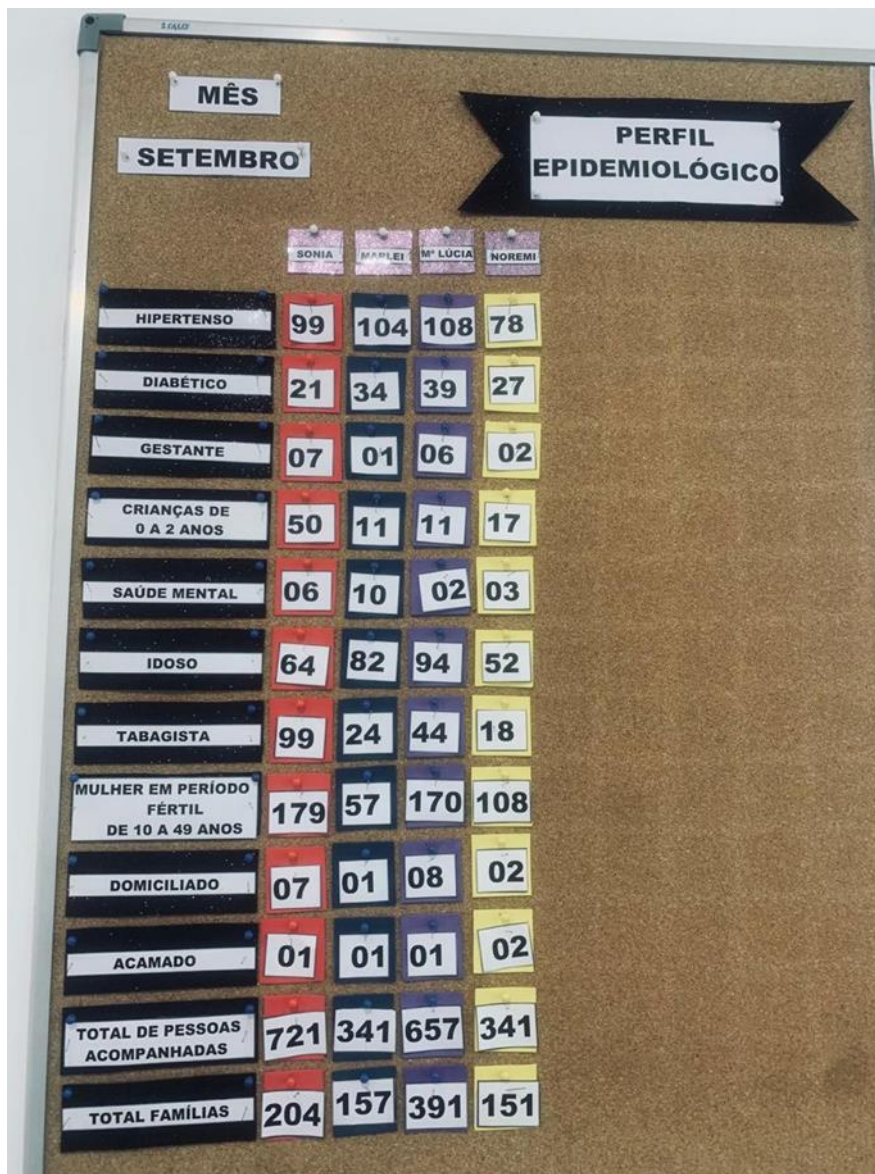 MÊS
SETEMBRO
PERFIL
EPIDEMIOLÓGICO
SONIA MARLEI Mª LÚCIA NOREMI
HIPERTENSO 99 104 108 78
DIABÉTICO 21 34 39 27
GESTANTE 07 01 06 02
CRIANÇAS DE
0 A 2 ANOS 50 11 11 17
SAÚDE MENTAL 06 10 02 03
IDOSO 64 82 94 52
TABAGISTA 99 24 44 18
MULHER EM PERÍODO
FÉRTIL 179 57 170 108
DE 10 A 49 ANOS
DOMICILIADO 07 01 08 02
ACAMADO 01 01 01 02
TOTAL DE PESSOAS 721 341 657 341
ACOMPANHADAS
TOTAL FAMÍLIAS 204 157 391 151